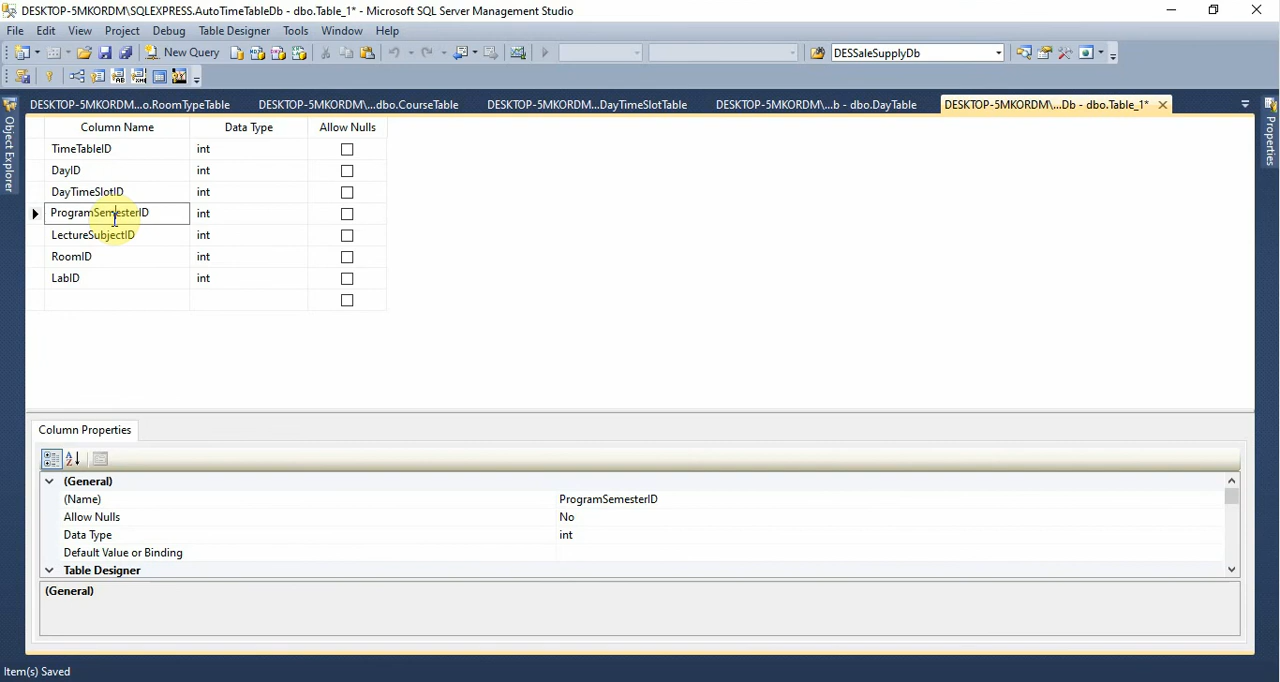 DESKTOP-5MKORDM\SQLEXPRESS.AutoTimeTableDb - dbo.Table_1* - Microsoft SQL Server Management Studio
File Edit View Project Debug Table Designer Tools Window Help
New Query DESSaleSupplyDb
DESKTOP-5MKORDM...o.RoomTypeTable DESKTOP-5MKORDM\...dbo.CourseTable DESKTOP-5MKORDM...DayTimeSlotTable DESKTOP-5MKORDM\...b - dbo.DayTable DESKTOP-5MKORDM\...Db - dbo.Table_1*
Object Explorer
Properties
Column Name Data Type Allow Nulls
TimeTableID int
DayID int
DayTimeSlotID int
ProgramSemesterID int
LectureSubjectID int
RoomID int
LabID int
Column Properties
(General)
(Name) ProgramSemesterID
Allow Nulls No
Data Type int
Default Value or Binding
Table Designer
(General)
Item(s) Saved